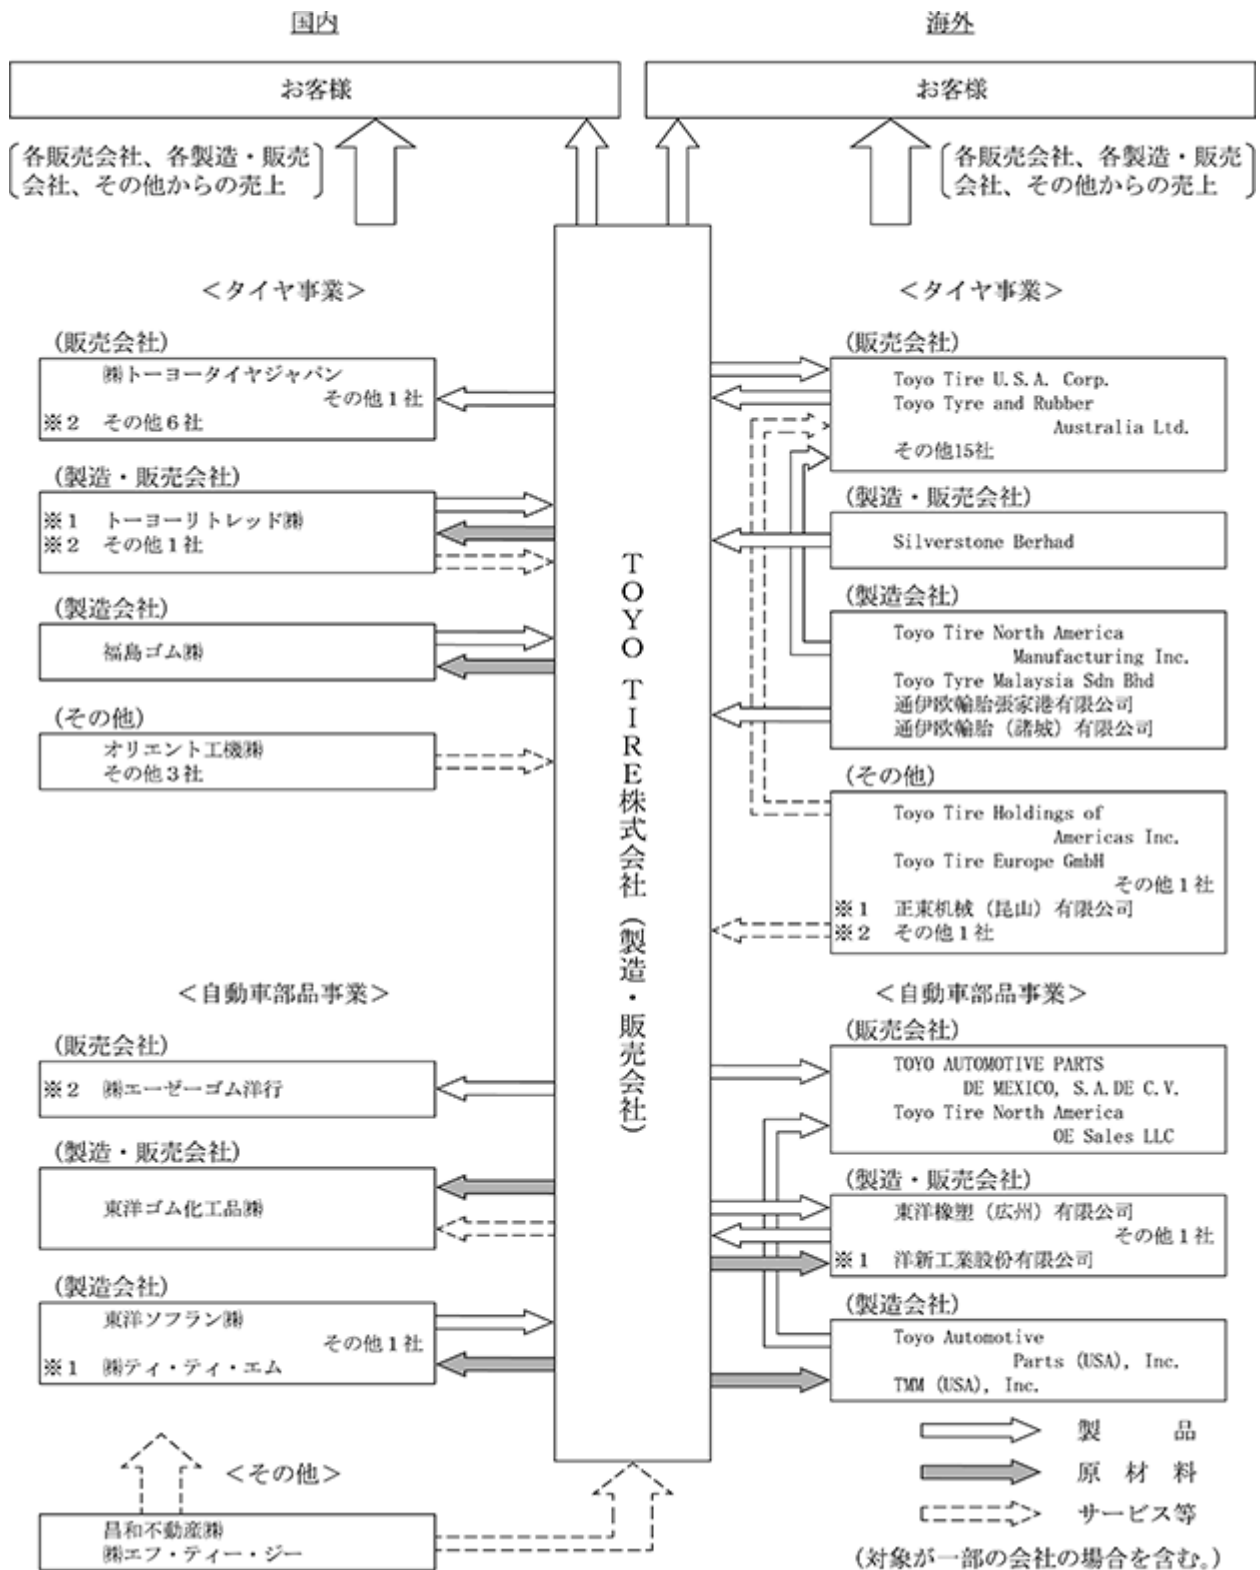 国内
お客様
各販売会社、各製造・販売
会社、その他からの売上
<タイヤ事業>
(販売会社)
㈱トーヨータイヤジャパン
その他1社
※2 その他6社
(製造・販売会社)
※1 トーヨーリトレッド㈱
※2 その他1社
(製造会社)
福島ゴム㈱
(その他)
オリエント工機㈱
その他3社
<自動車部品事業>
(販売会社)
※2 ㈱エーゼーゴム洋行
(製造・販売会社)
東洋ゴム化工品㈱
(製造会社)
東洋ソフラン㈱
その他1社
※1 ㈱ティ・ティ・エム
<その他>
昌和不動産㈱
㈱エフ・ティー・ジー
TOYO TIRE株式会社(製造・販売会社)
海外
お客様
各販売会社、各製造・販売
会社、その他からの売上
<タイヤ事業>
(販売会社)
Toyo Tire U.S.A. Corp.
Toyo Tyre and Rubber
Australia Ltd.
その他15社
(製造・販売会社)
Silverstone Berhad
(製造会社)
Toyo Tire North America
Manufacturing Inc.
Toyo Tyre Malaysia Sdn Bhd
通伊欧輪胎張家港有限公司
通伊欧輪胎(諸城)有限公司
(その他)
Toyo Tire Holdings of
Americas Inc.
Toyo Tire Europe GmbH
その他1社
※1 正東机械(昆山)有限公司
※2 その他1社
<自動車部品事業>
(販売会社)
TOYO AUTOMOTIVE PARTS
DE MEXICO, S.A.DE C.V.
Toyo Tire North America
OE Sales LLC
(製造・販売会社)
東洋橡塑(広州)有限公司
その他1社
※1 洋新工業股份有限公司
(製造会社)
Toyo Automotive
Parts (USA), Inc.
TMM (USA), Inc.
製品
原材料
サービス等
(対象が一部の会社の場合を含む。)